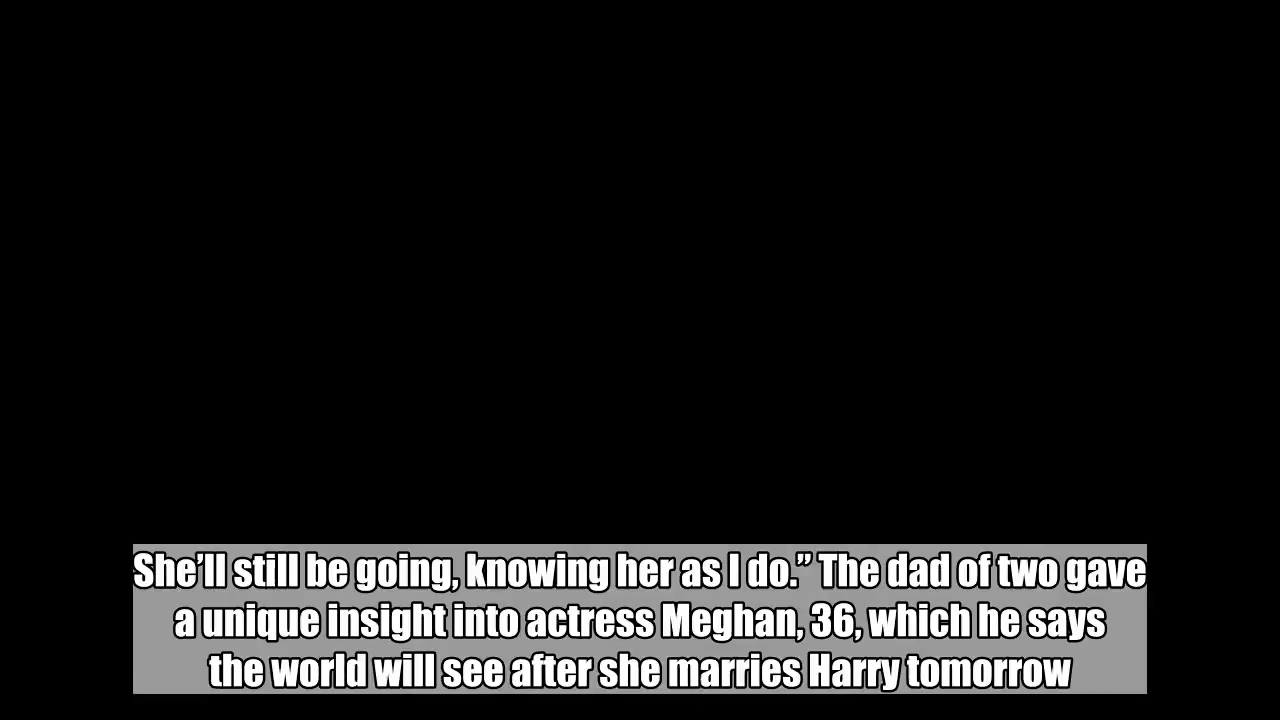 She’ll still be going, knowing her as I do.” The dad of two gave
a unique insight into actress Meghan, 36, which he says
the world will see after she marries Harry tomorrow